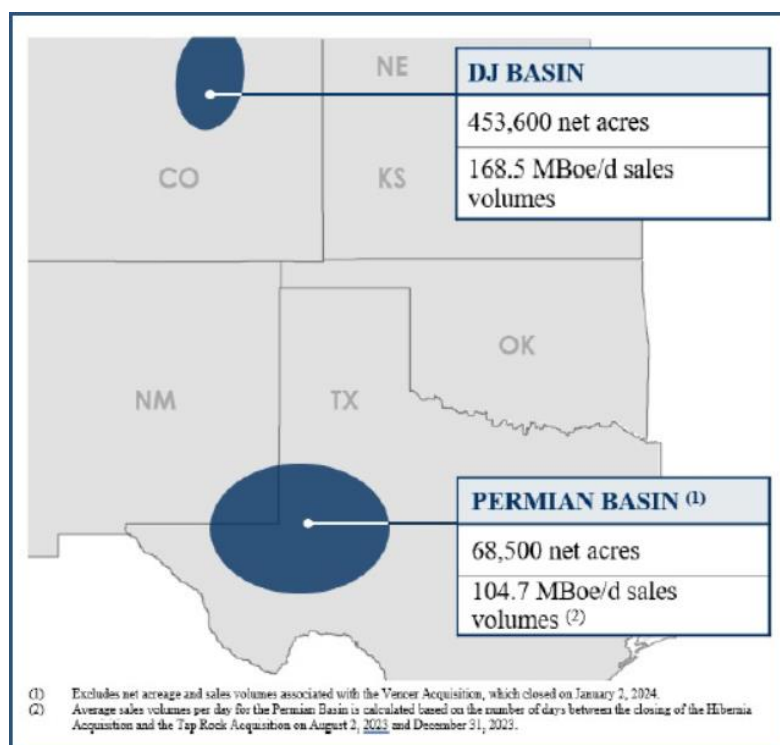 NE
CO
KS
DJ BASIN
453,600 net acres
168.5 MBoe/d sales
volumes
OK
NM
TX
PERMIAN BASIN (1)
68,500 net acres
104.7 MBoe/d sales
volumes (2)
(1) Excludes net acreage and sales volumes associated with the Vencer Acquisition, which closed on January 2, 2024.
(2) Average sales volumes per day for the Permian Basin is calculated based on the number of days between the closing of the Hibernia
Acquisition and the Tap Rock Acquisition on August 2, 2023 and December 31, 2023.